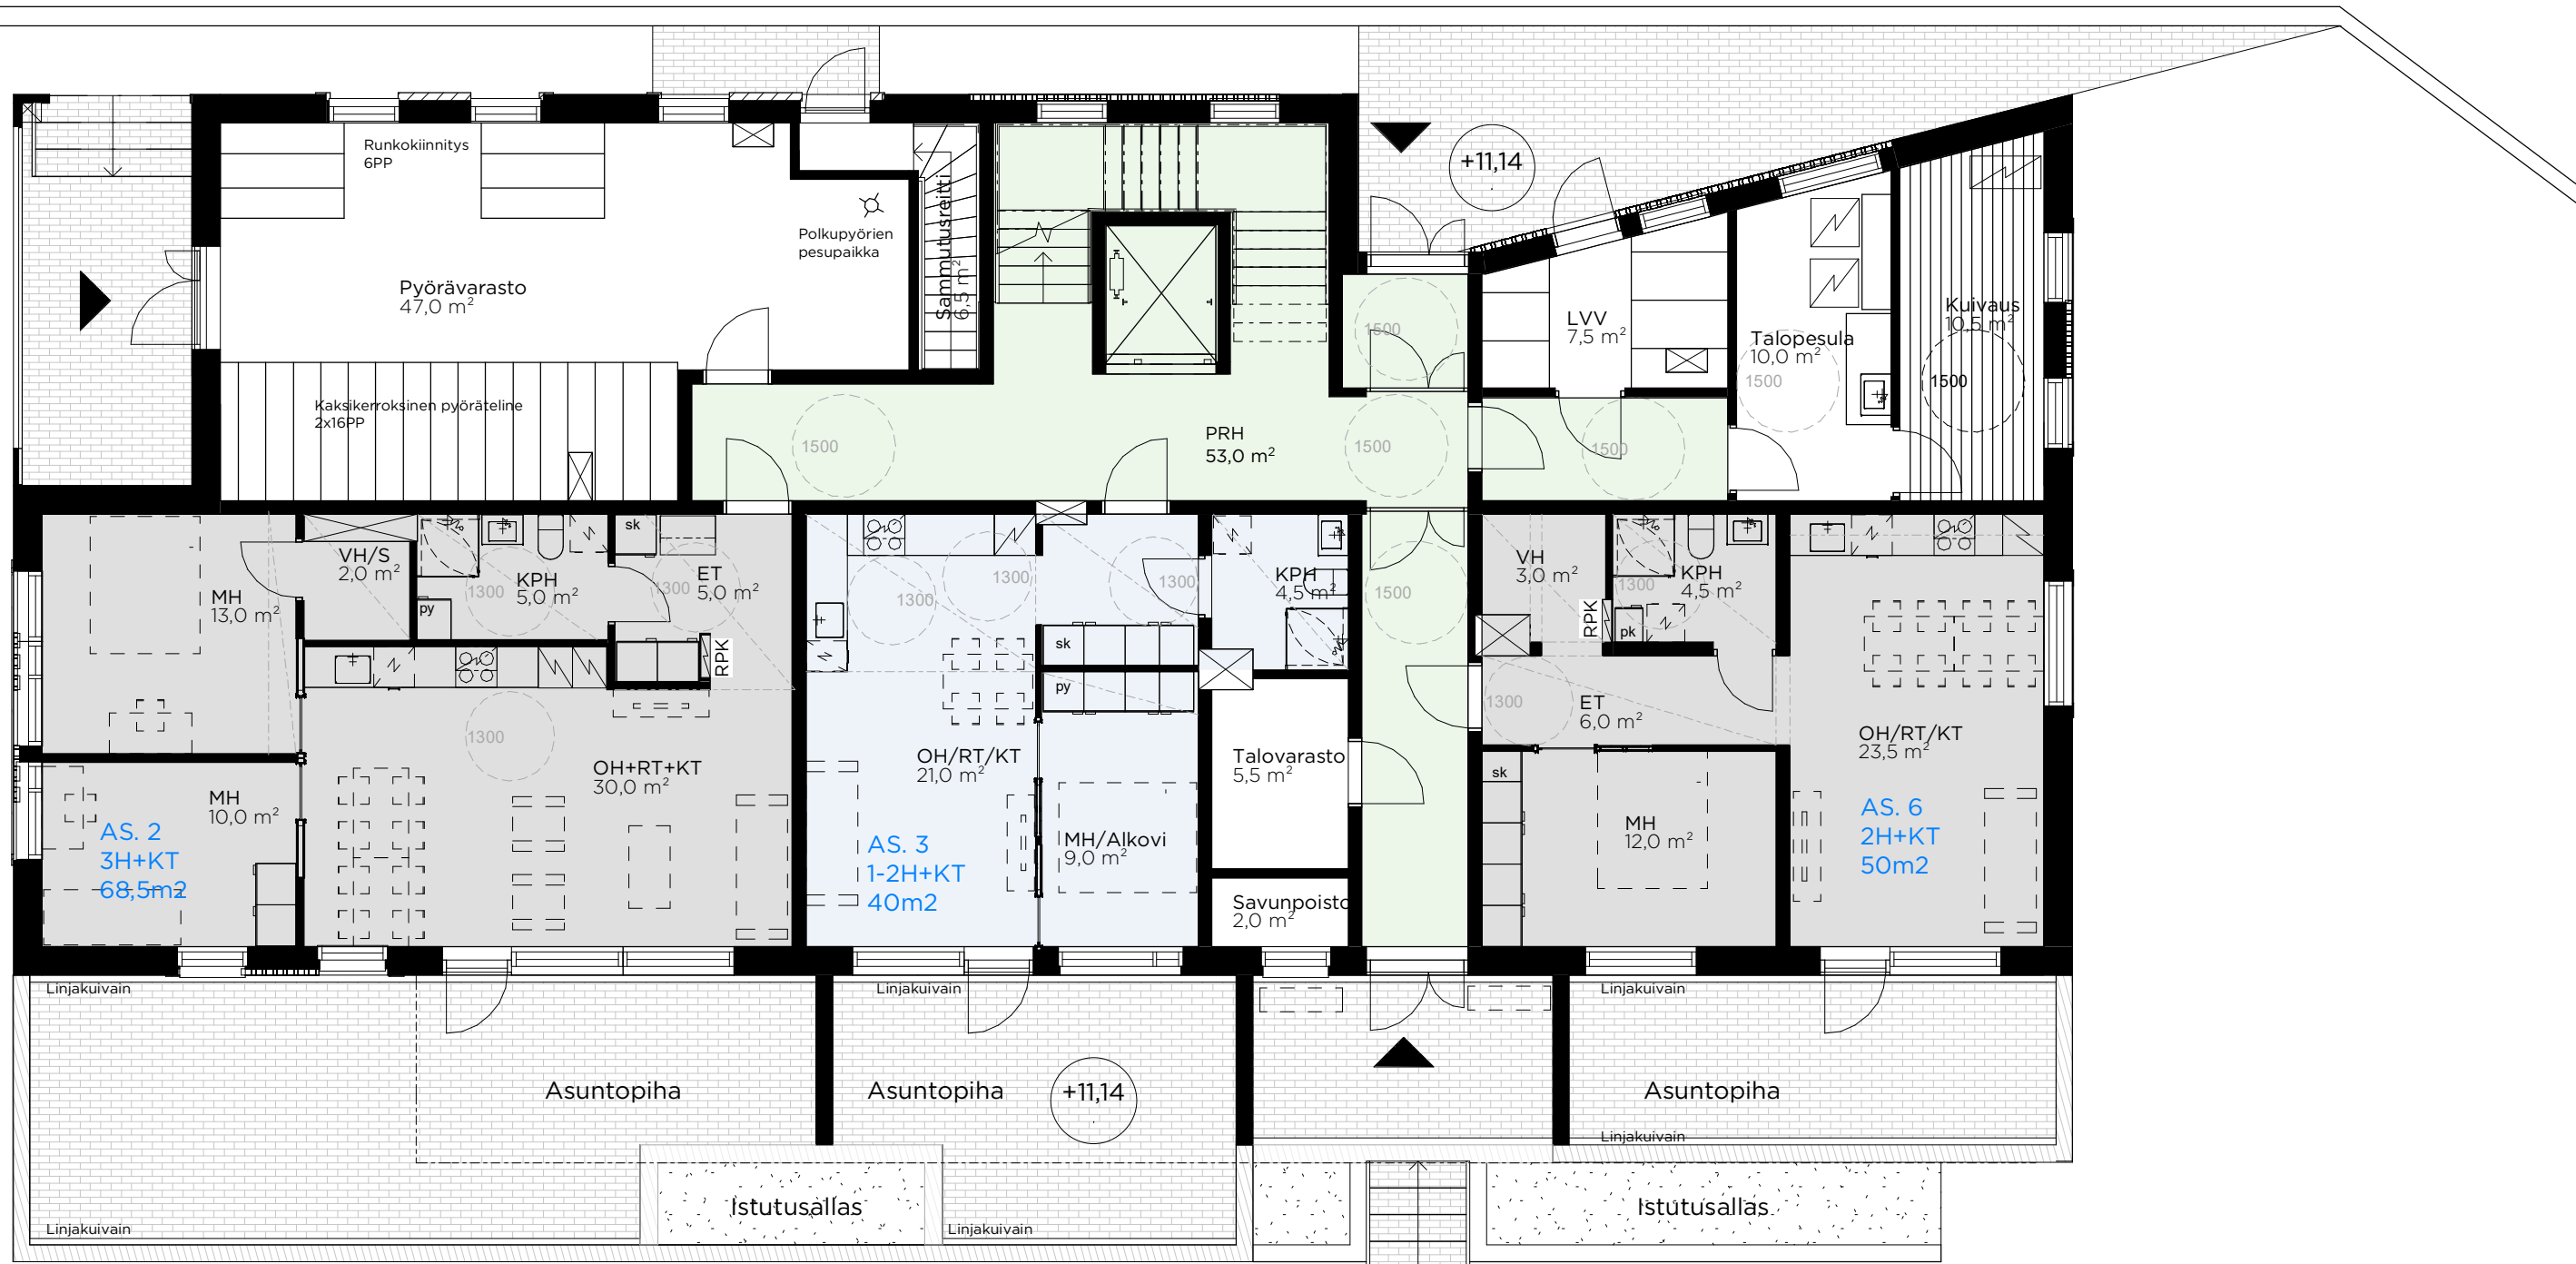 Runkokiinnitys
6PP
+11,14
Polkupyörien
pesupaikka
Sammutusreitti
6,5 m²
Pyörävarasto
47,0 m²
Kuivaus
10,5 m²
LVV
7,5 m²
Talopesula
10,0 m²
1500
1500
1500
Kaksikerroksinen pyöräteline
2x16PP
PRH
53,0 m²
1500
1500
1500
sk
VH/S
2,0 m²
KPH
5,0 m²
1300
ET
5,0 m²
1300
py
RPK
MH
13,0 m²
1300
1300
1300
KPH
4,5 m²
1500
sk
py
VH
3,0 m²
RPK
KPH
4,5 m²
1300
pk
1300
ET
6,0 m²
1300
OH+RT+KT
30,0 m²
OH/RT/KT
21,0 m²
Talovarasto
5,5 m²
OH/RT/KT
23,5 m²
sk
MH
10,0 m²
AS. 2
3H+KT
68,5m2
AS. 3
1-2H+KT
40m2
MH/Alkovi
9,0 m²
MH
12,0 m²
AS. 6
2H+KT
50m2
Savunpoisto
2,0 m²
Linjakuivain
Linjakuivain
Linjakuivain
Asuntopiha
Asuntopiha
+11,14
Asuntopiha
Linjakuivain
Istutusallas
Istutusallas
Linjakuivain
Linjakuivain